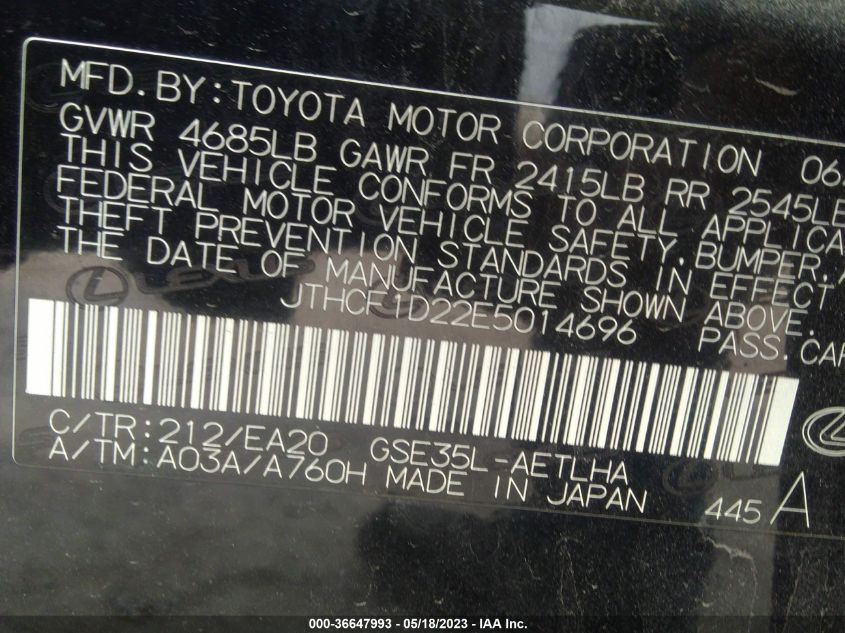 MFD. BY: TOYOTA MOTOR CORPORATION 06
GVWR 4685LB GAWR FR 2415LB RR 2545LB
THIS VEHICLE CONFORMS TO ALL APPLICA
FEDERAL MOTOR VEHICLE SAFETY. BUMPER.
THEFT PREVENTION STANDARDS IN EFFECT
THE DATE OF MANUFACTURE SHOWN ABOVE.
JTHCF1D22E5014696 PASS. CAR
C/TR:212/EA20 GSE35L-AETLHA
A/TM:A03A/A760H MADE IN JAPAN 445 A
000-36647993 - 05/18/2023 - IAA Inc.